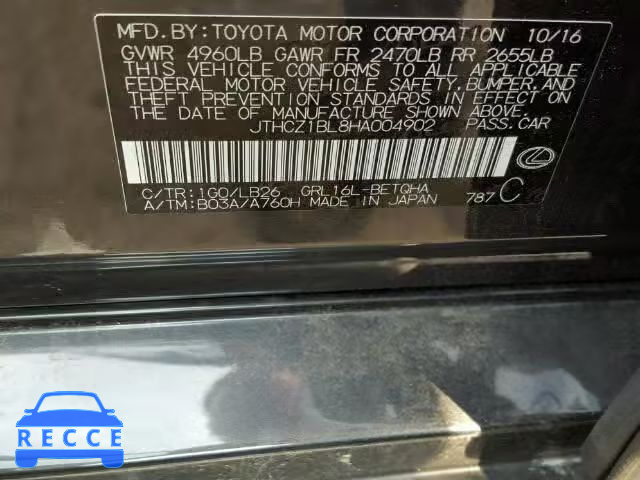 MFD.BY:TOYOTA MOTOR CORPORATION 10/16
GVWR 4960LB GAWR FR 2470LB RR 2655LB
THIS VEHICLE CONFORMS TO ALL APPLICABLE
FEDERAL MOTOR VEHICLE SAFETY,BUMPER,AND
THEFT PREVENTION STANDARDS IN EFFECT ON
THE DATE OF MANUFACTURE SHOWN ABOVE.
JTHCZ1BL8HA004902 PASS.CAR
C/TR:1G0/LB26 GRL16L-BETQHA
A/TM:B03A/A760H MADE IN JAPAN 787 C
RECCE